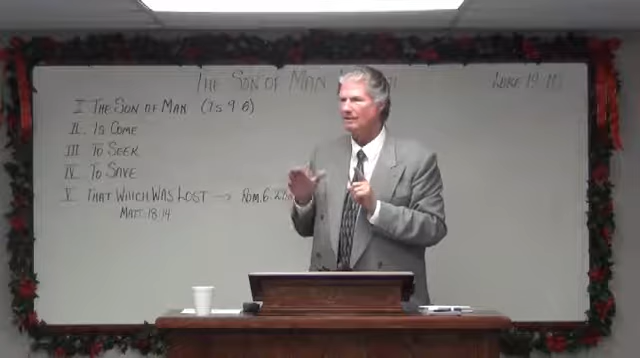 THE SON OF MAN
LUKE 19:10
I THE SON OF MAN (IS 9 6)
II. IS COME
III TO SEEK
IV TO SAVE
V THAT WHICH WAS LOST → ROM. 6:
MATT. 18:14